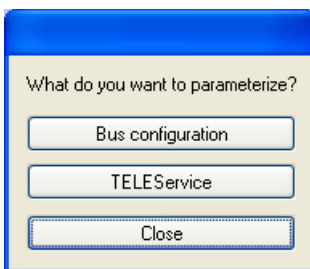 What do you want to parameterize?
Bus configuration
TELEService
Close